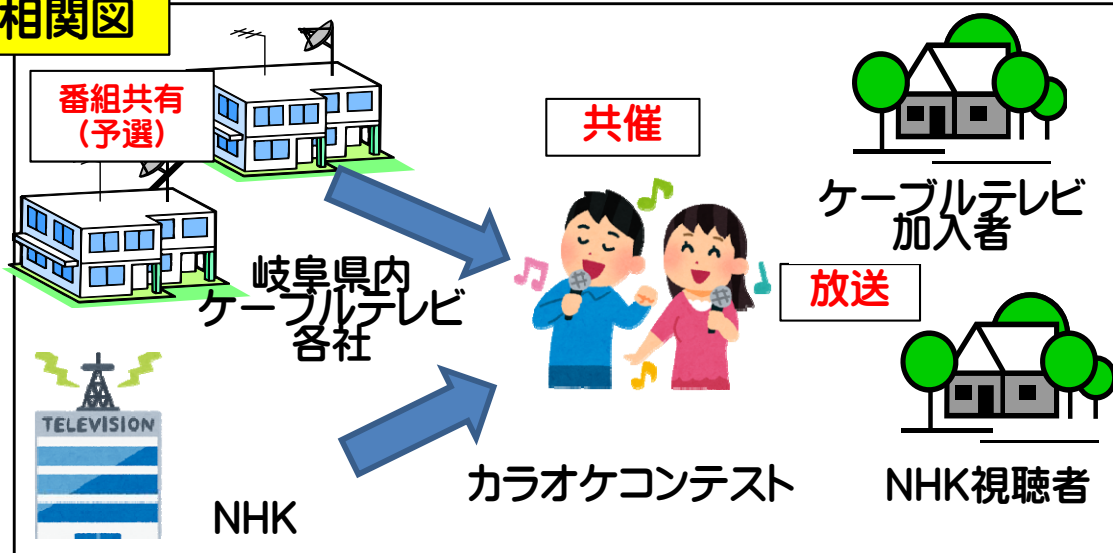 相関図
番組共有
(予選)
共催
ケーブルテレビ
加入者
岐阜県内
ケーブルテレビ
各社
放送
TELEVISION
カラオケコンテスト
NHK視聴者
NHK